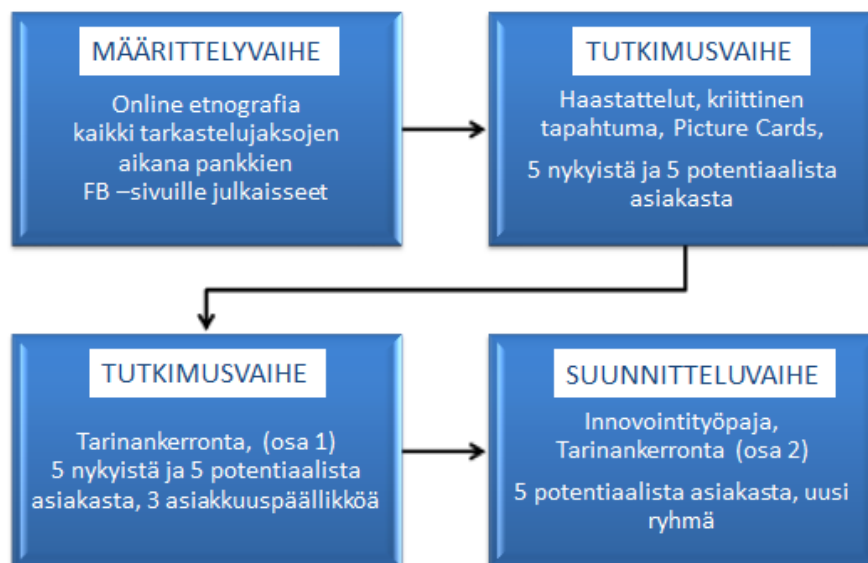 MÄÄRITTELYVAIHE
Online etnografia
kaikki tarkastelujaksojen
aikana pankkien
FB –sivuille julkaisseet
TUTKIMUSVAIHE
Haastattelut, kriittinen
tapahtuma, Picture Cards,
5 nykyistä ja 5 potentiaalista
asiakasta
TUTKIMUSVAIHE
Tarinankerronta, (osa 1)
5 nykyistä ja 5 potentiaalista
asiakasta, 3 asiakkuuspäällikköä
SUUNNITTELUVAIHE
Innovointityöpaja,
Tarinankerronta (osa 2)
5 potentiaalista asiakasta, uusi
ryhmä